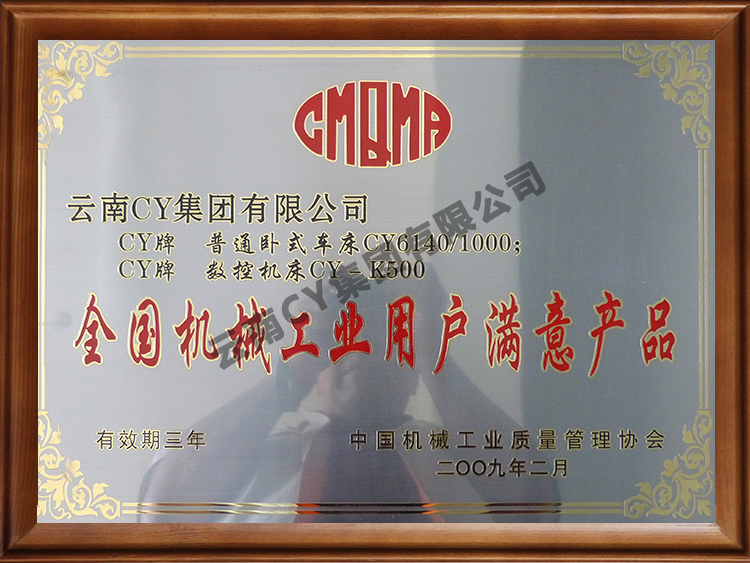 CMQMA
云南CY集团有限公司
CY牌 普通卧式车床CY6140/1000;
CY牌 数控机床CY-K500
全国机械工业用户满意产品
有效期三年
中国机械工业质量管理协会
二〇〇九年二月
云南CY集团有限公司